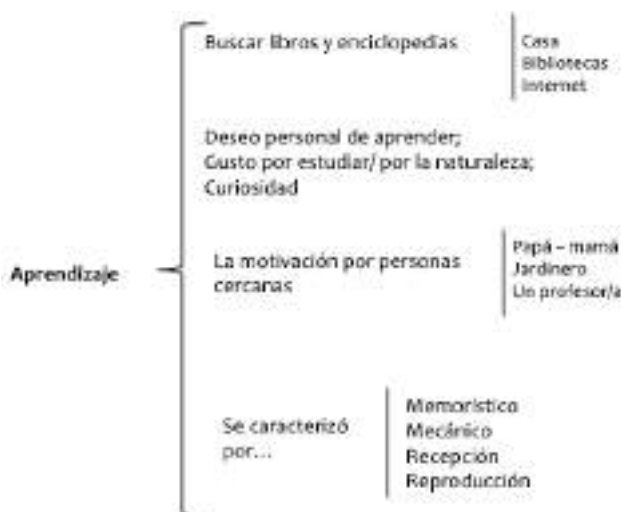 Buscar libros y enciclopedias
Casa
Bibliotecas
Internet
Deseo personal de aprender;
Gusto por estudiar/ por la naturaleza;
Curiosidad
Aprendizaje
La motivación por personas
cercanas
Papá – mamá
Jardinero
Un profesor/a
Se caracterizó
por...
Memorístico
Mecánico
Recepción
Reproducción